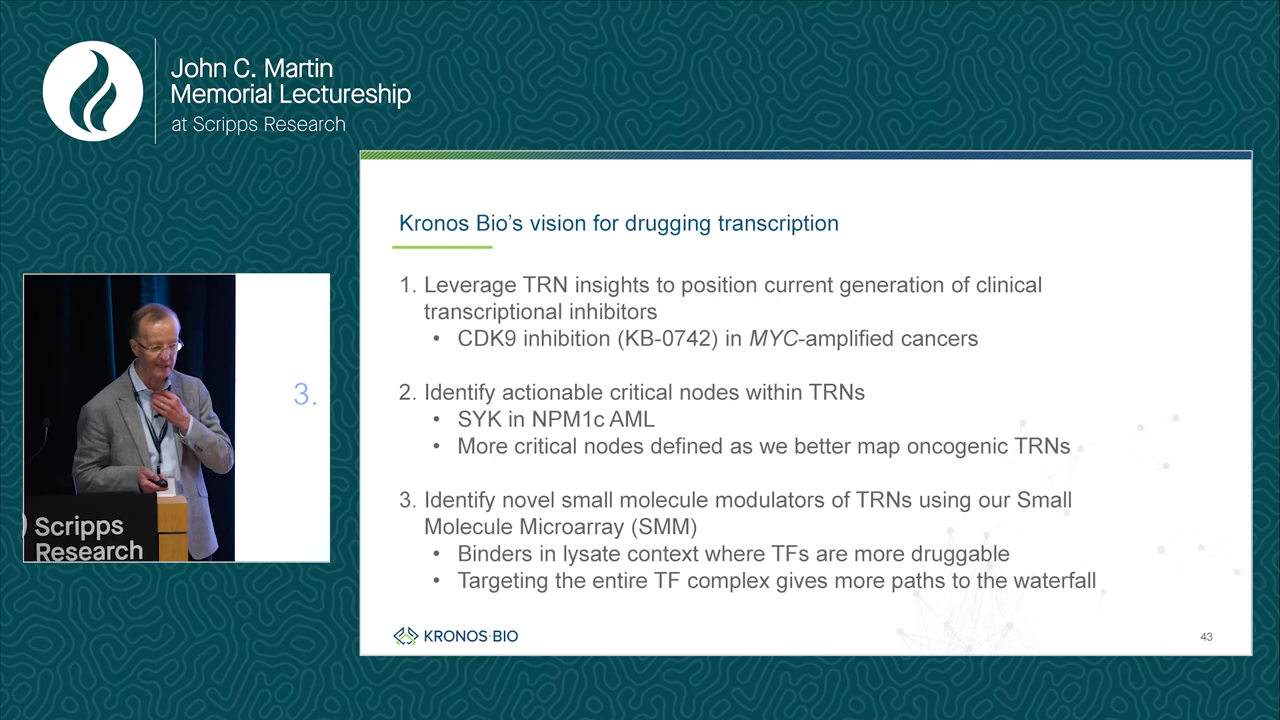 John C. Martin
Memorial Lectureship
at Scripps Research
Kronos Bio’s vision for drugging transcription
1. Leverage TRN insights to position current generation of clinical
transcriptional inhibitors
• CDK9 inhibition (KB-0742) in MYC-amplified cancers
2. Identify actionable critical nodes within TRNs
• SYK in NPM1c AML
• More critical nodes defined as we better map oncogenic TRNs
3. Identify novel small molecule modulators of TRNs using our Small
Molecule Microarray (SMM)
• Binders in lysate context where TFs are more druggable
• Targeting the entire TF complex gives more paths to the waterfall
KRONOS·BIO
43
3.
Scripps
Research